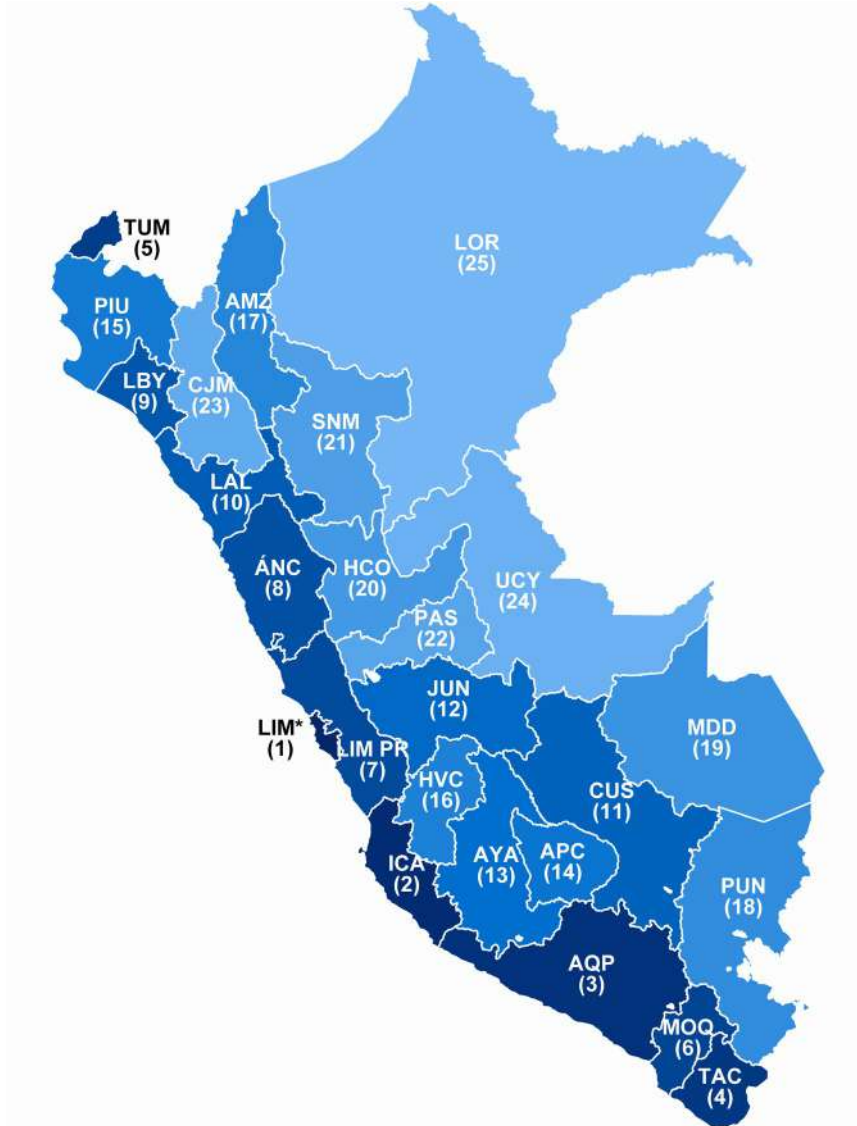 TUM
(5)
LOR
(25)
PIU
(15)
AMZ
(17)
LBY
(9)
CJM
(23)
SNM
(21)
LAL
(10)
ÁNC
(8)
HCO
(20)
UCY
(24)
PAS
(22)
JUN
(12)
LIM*
(1)
LIM PR
(7)
MDD
(19)
HVC
(16)
CUS
(11)
ICA
(2)
AYA
(13)
APC
(14)
PUN
(18)
AQP
(3)
MOQ
(6)
TAC
(4)